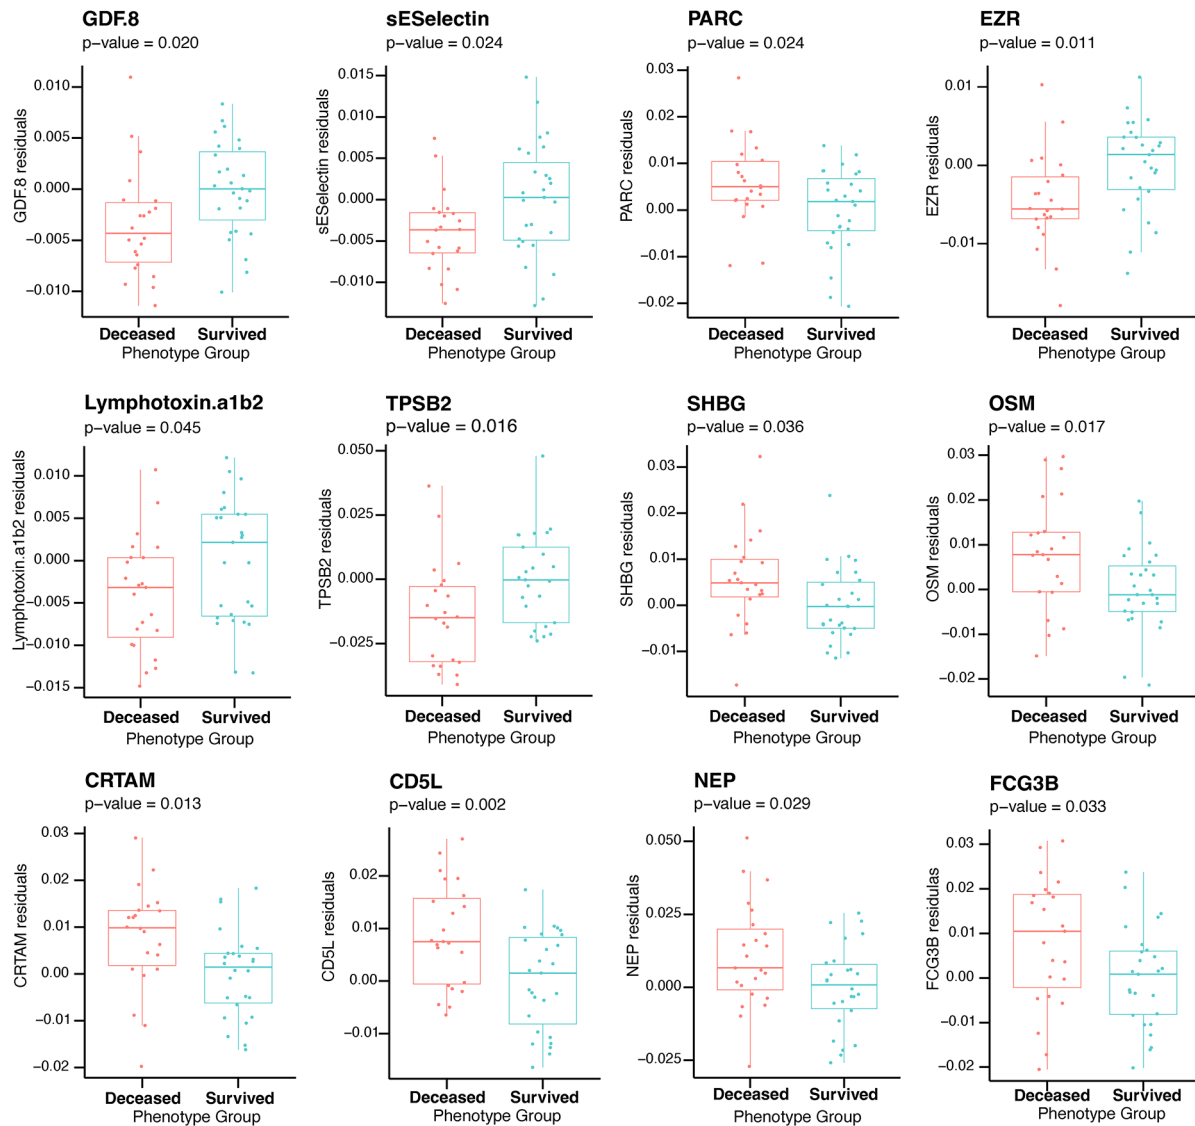 GDF.8
p-value = 0.020
GDF.8 residuals
0.010
0.005
0.000
−0.005
−0.010
Deceased Survived
Phenotype Group
sESelectin
p-value = 0.024
sESelectin residuals
0.015
0.010
0.005
0.000
−0.005
−0.010
Deceased Survived
Phenotype Group
PARC
p-value = 0.024
PARC residuals
0.03
0.02
0.01
0.00
−0.01
−0.02
Deceased Survived
Phenotype Group
EZR
p-value = 0.011
EZR residuals
0.01
0.00
−0.01
Deceased Survived
Phenotype Group
Lymphotoxin.a1b2
p-value = 0.045
Lymphotoxin.a1b2 residuals
0.010
0.005
0.000
−0.005
−0.010
−0.015
Deceased Survived
Phenotype Group
TPSB2
p-value = 0.016
TPSB2 residuals
0.050
0.025
0.000
−0.025
Deceased Survived
Phenotype Group
SHBG
p-value = 0.036
SHBG residuals
0.03
0.02
0.01
0.00
−0.01
Deceased Survived
Phenotype Group
OSM
p-value = 0.017
OSM residuals
0.03
0.02
0.01
0.00
−0.01
−0.02
Deceased Survived
Phenotype Group
CRTAM
p-value = 0.013
CRTAM residuals
0.03
0.02
0.01
0.00
−0.01
−0.02
Deceased Survived
Phenotype Group
CD5L
p-value = 0.002
CD5L residuals
0.02
0.01
0.00
−0.01
Deceased Survived
Phenotype Group
NEP
p-value = 0.029
NEP residuals
0.050
0.025
0.000
−0.025
Deceased Survived
Phenotype Group
FCG3B
p-value = 0.033
FCG3B residulas
0.03
0.02
0.01
0.00
−0.01
−0.02
Deceased Survived
Phenotype Group